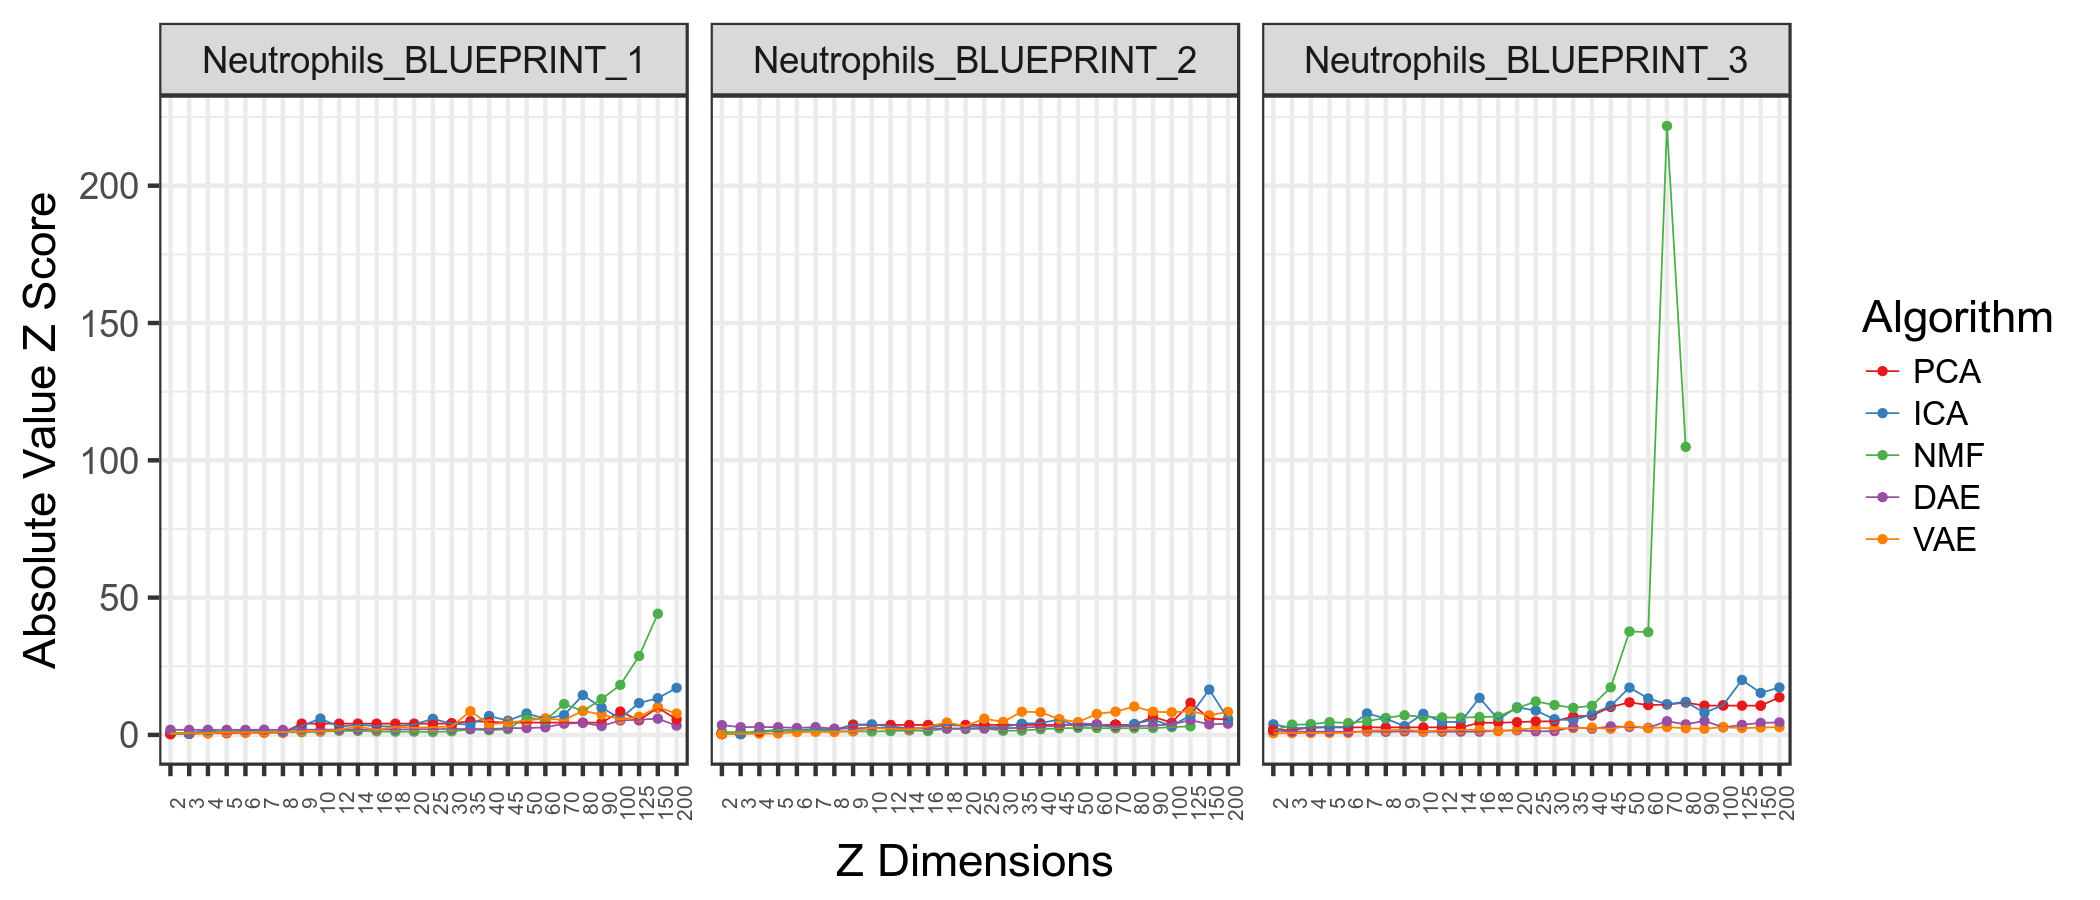 Neutrophils_BLUEPRINT_1 Neutrophils_BLUEPRINT_2 Neutrophils_BLUEPRINT_3
Absolute Value Z Score
200
150
100
50
0
2 3 4 5 6 7 8 9 10 12 14 16 18 20 25 30 35 40 45 50 60 70 80 90 100 125 150 200
2 3 4 5 6 7 8 9 10 12 14 16 18 20 25 30 35 40 45 50 60 70 80 90 100 125 150 200
2 3 4 5 6 7 8 9 10 12 14 16 18 20 25 30 35 40 45 50 60 70 80 90 100 125 150 200
Z Dimensions
Algorithm
PCA
ICA
NMF
DAE
VAE